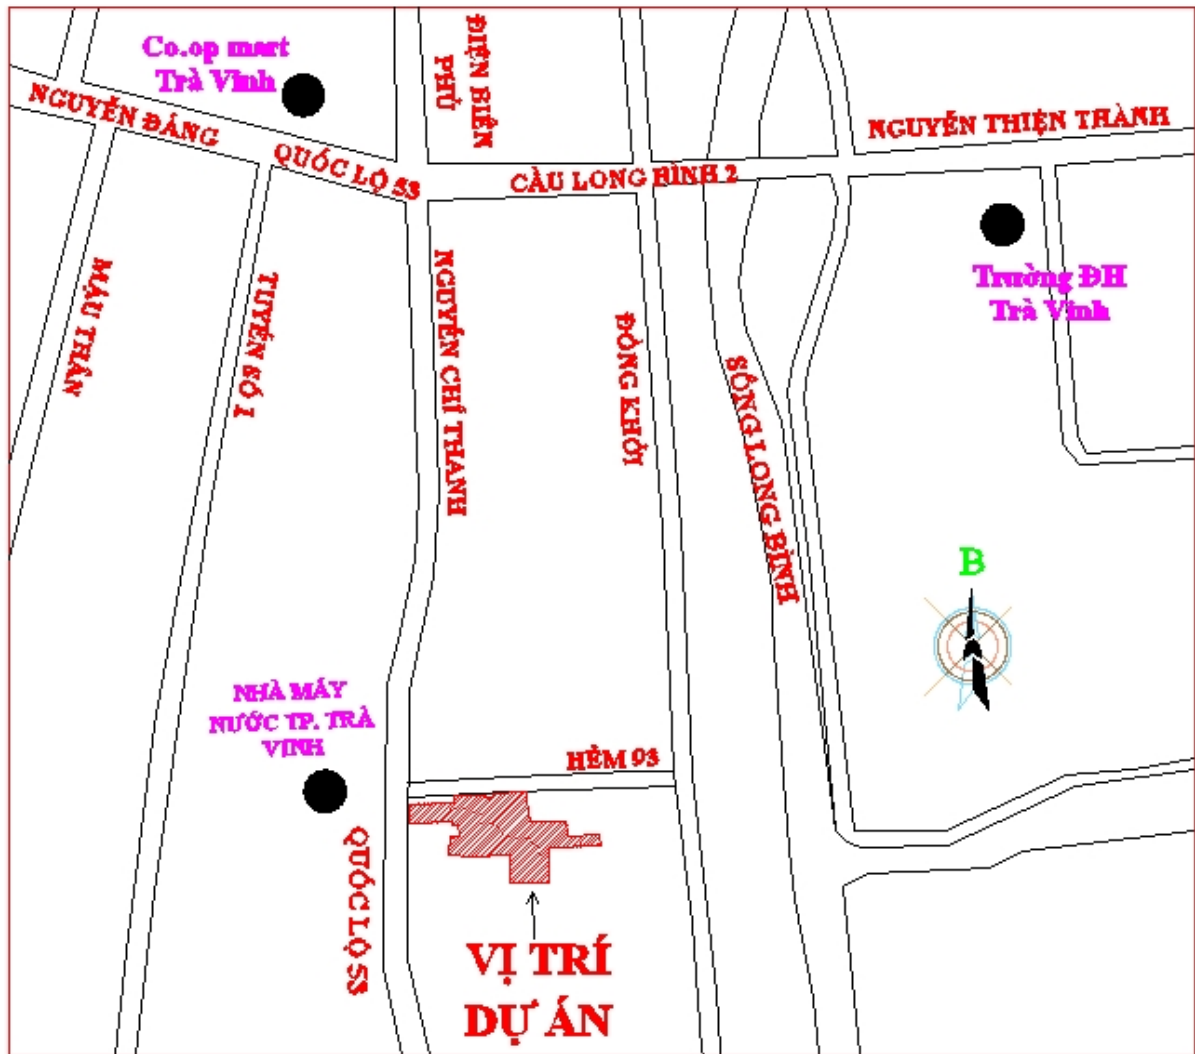 Co.op mart
Trà Vinh
ĐIỆN BIÊN
PHỦ
NGUYỄN ĐÁNG
QUỐC LỘ 53
CẦU LONG BÌNH 2
NGUYỄN THIỆN THÀNH
Trường ĐH
Trà Vinh
MẬU THÂN
TUYẾN SỐ 1
NGUYỄN CHÍ THANH
ĐỒNG KHỞI
SÔNG LONG BÌNH
B
NHÀ MÁY
NƯỚC TP. TRÀ
VINH
HẺM 93
QUỐC LỘ 53
VỊ TRÍ
DỰ ÁN